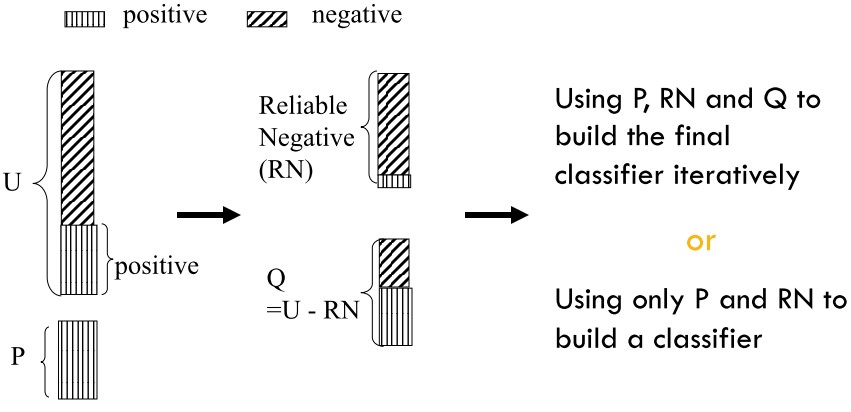 positive negative
U
positive
P
Reliable
Negative
(RN)
Q
=U - RN
Using P, RN and Q to
build the final
classifier iteratively
or
Using only P and RN to
build a classifier